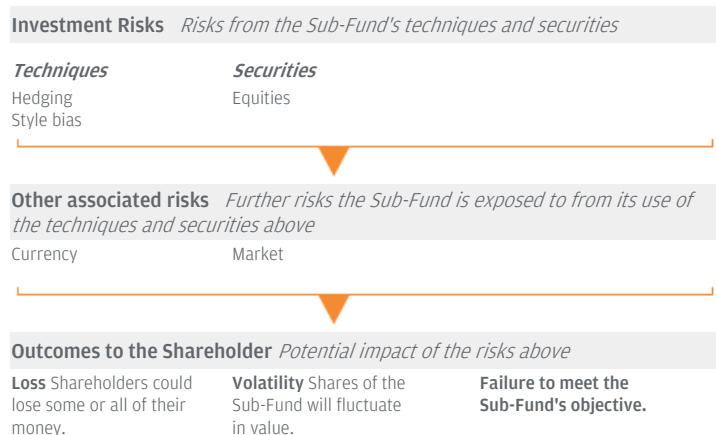 Investment Risks Risks from the Sub-Fund's techniques and securities
Techniques Securities
Hedging Equities
Style bias
Other associated risks Further risks the Sub-Fund is exposed to from its use of
the techniques and securities above
Currency Market
Outcomes to the Shareholder Potential impact of the risks above
Loss Shareholders could Volatility Shares of the Failure to meet the
lose some or all of their Sub-Fund will fluctuate Sub-Fund's objective.
money. in value.